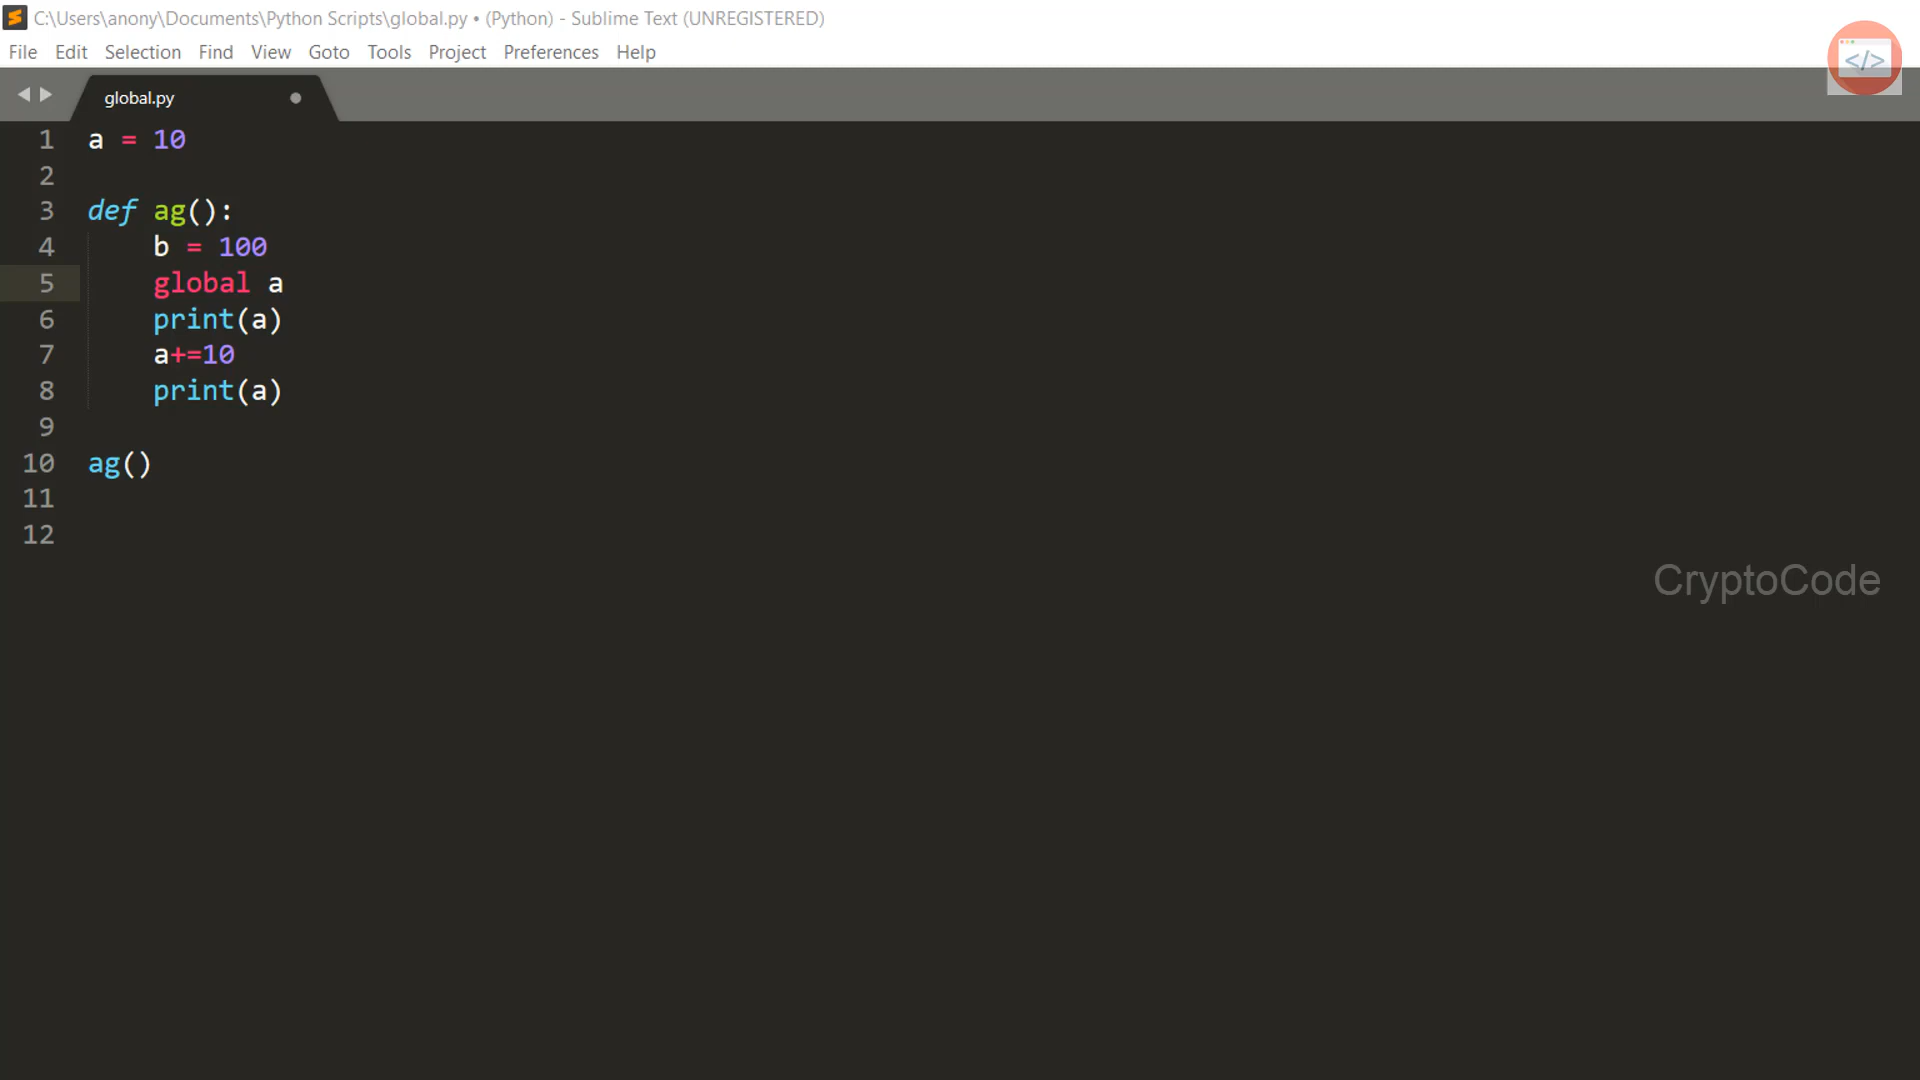 C:\Users\anony\Documents\Python Scripts\global.py • (Python) - Sublime Text (UNREGISTERED)
File Edit Selection Find View Goto Tools Project Preferences Help
</>
global.py
1 a = 10
2
3 def ag():
4     b = 100
5     global a
6     print(a)
7     a+=10
8     print(a)
9
10 ag()
11
12
CryptoCode